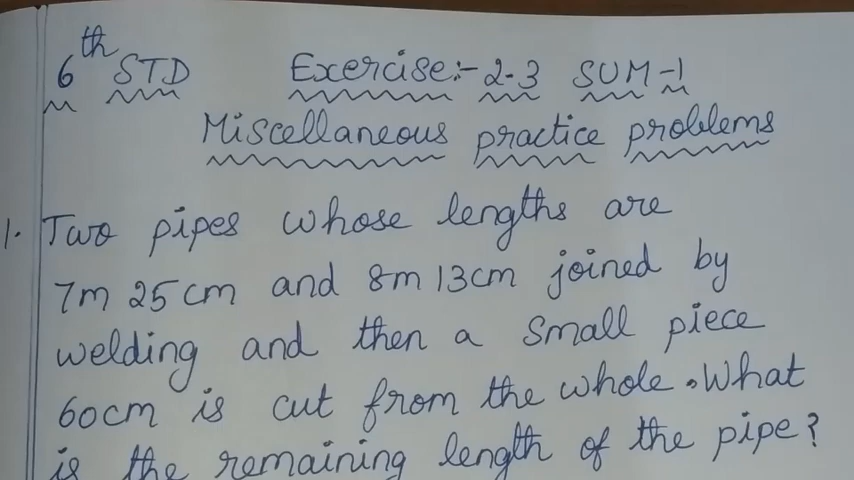 6th STD Exercise:- 2.3 SUM-1
Miscellaneous practice problems
1. Two pipes whose lengths are
7m 25cm and 8m 13cm joined by
welding and then a small piece
60cm is cut from the whole. What
is the remaining length of the pipe?